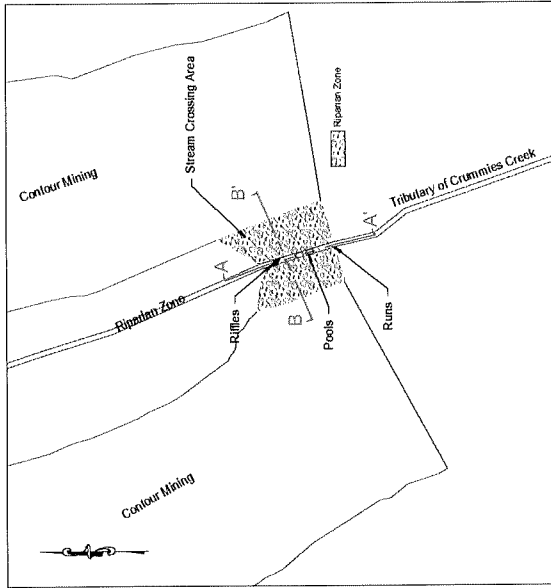 Contour Mining
Stream Crossing Area
Riparian Zone
B'
A
Riparian Zone
Tributary of Crummies Creek
A'
Riffles
B
Pools
Runs
Contour Mining